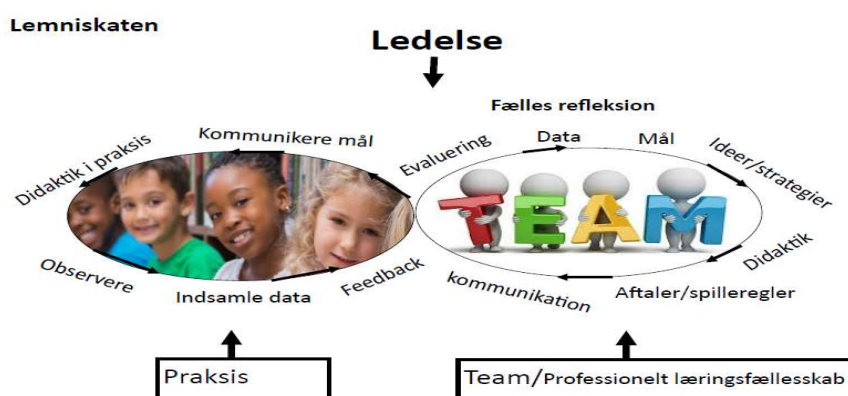 Lemniskaten
Ledelse
Fælles refleksion
Didaktik i praksis
Kommunikere mål
Evaluering
Data
Mål
Ideer/strategier
TEAM
Observere
Indsamle data
Feedback
kommunikation
Aftaler/spilleregler
Didaktik
Praksis
Team/Professionelt læringsfællesskab